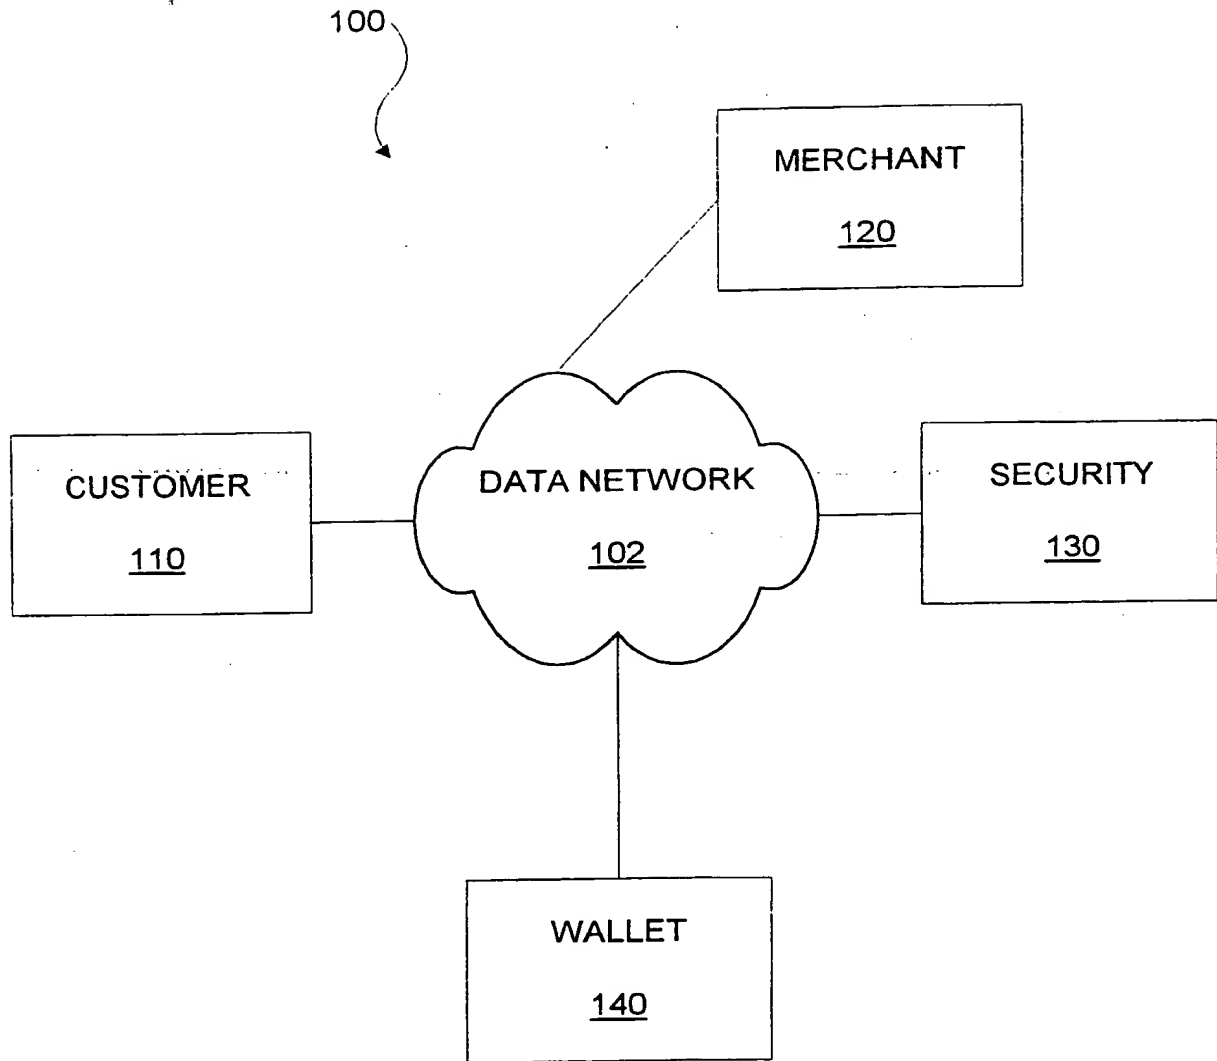 100
MERCHANT
120
CUSTOMER
110
DATA NETWORK
102
SECURITY
130
WALLET
140